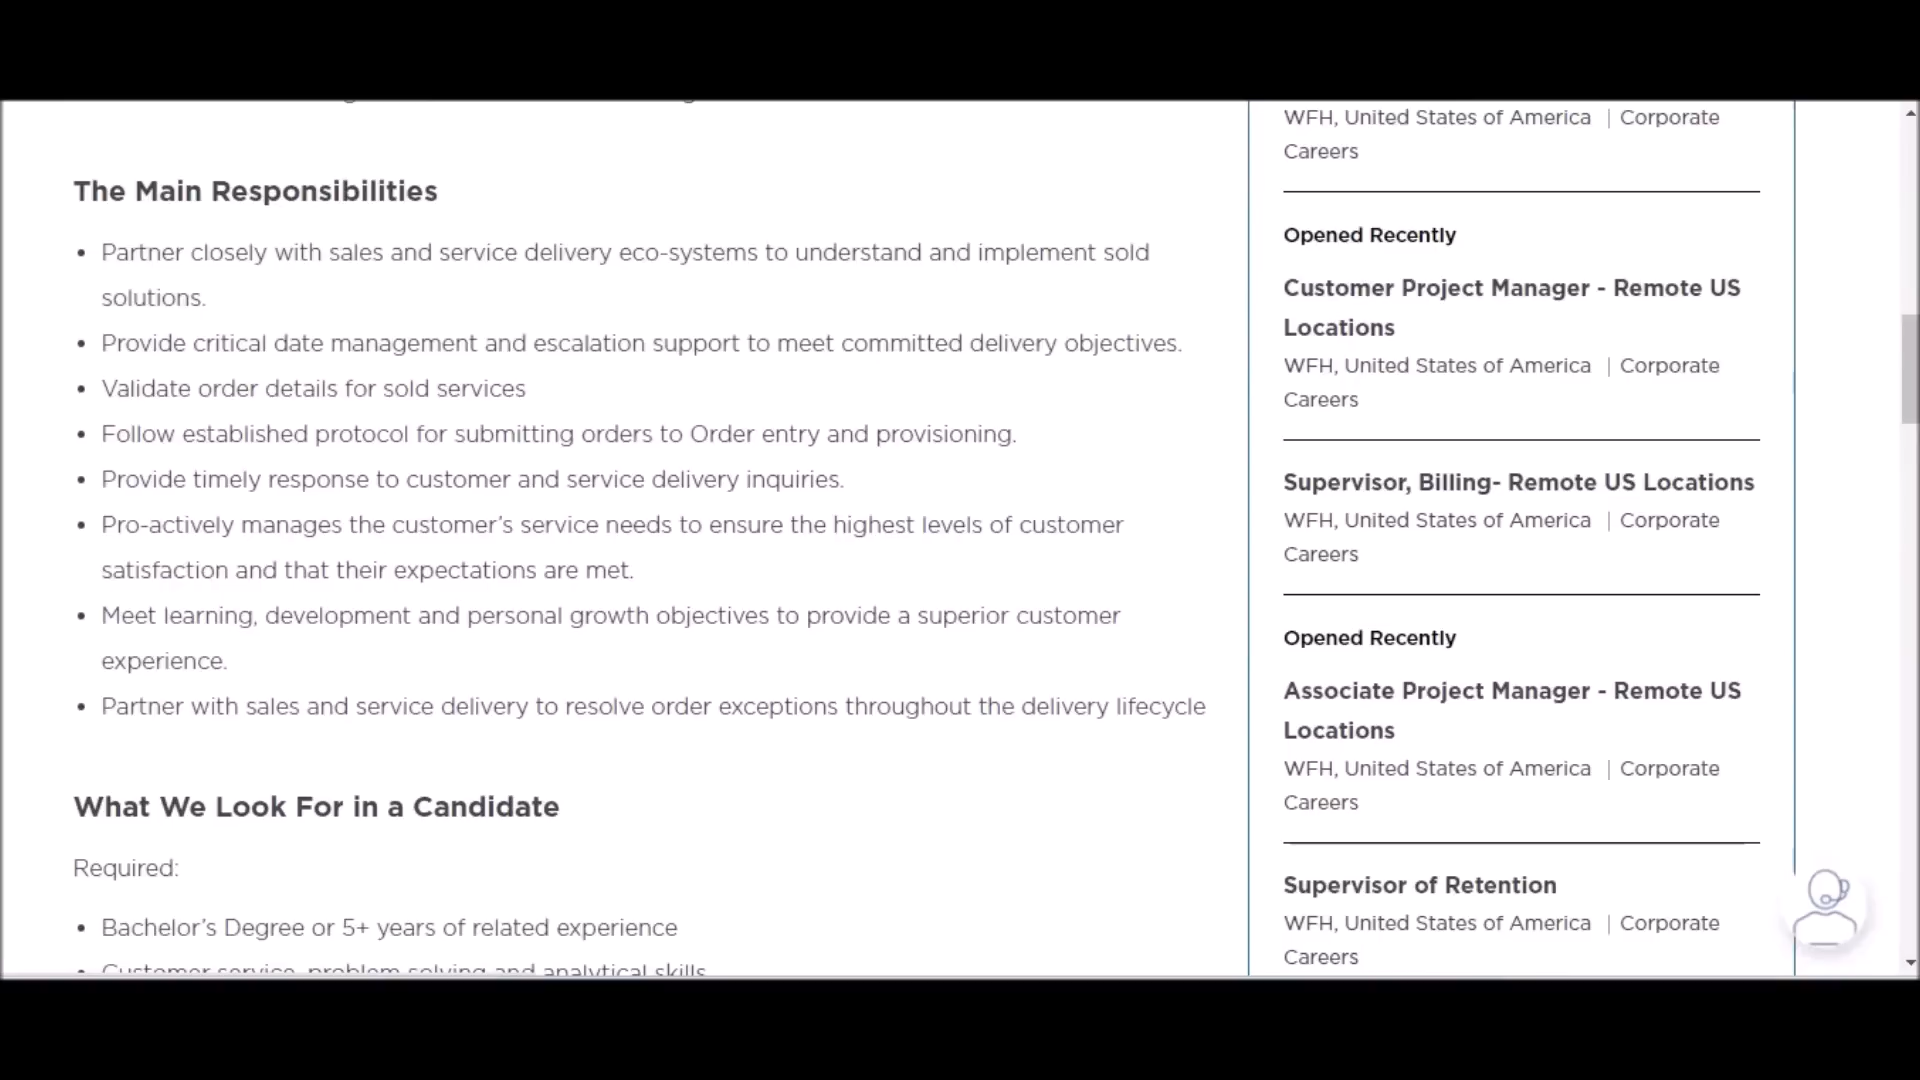 The Main Responsibilities
• Partner closely with sales and service delivery eco-systems to understand and implement sold
solutions.
• Provide critical date management and escalation support to meet committed delivery objectives.
• Validate order details for sold services
• Follow established protocol for submitting orders to Order entry and provisioning.
• Provide timely response to customer and service delivery inquiries.
• Pro-actively manages the customer’s service needs to ensure the highest levels of customer
satisfaction and that their expectations are met.
• Meet learning, development and personal growth objectives to provide a superior customer
experience.
• Partner with sales and service delivery to resolve order exceptions throughout the delivery lifecycle
What We Look For in a Candidate
Required:
• Bachelor’s Degree or 5+ years of related experience
• Customer service, problem solving and analytical skills
WFH, United States of America | Corporate
Careers
Opened Recently
Customer Project Manager - Remote US
Locations
WFH, United States of America | Corporate
Careers
Supervisor, Billing- Remote US Locations
WFH, United States of America | Corporate
Careers
Opened Recently
Associate Project Manager - Remote US
Locations
WFH, United States of America | Corporate
Careers
Supervisor of Retention
WFH, United States of America | Corporate
Careers